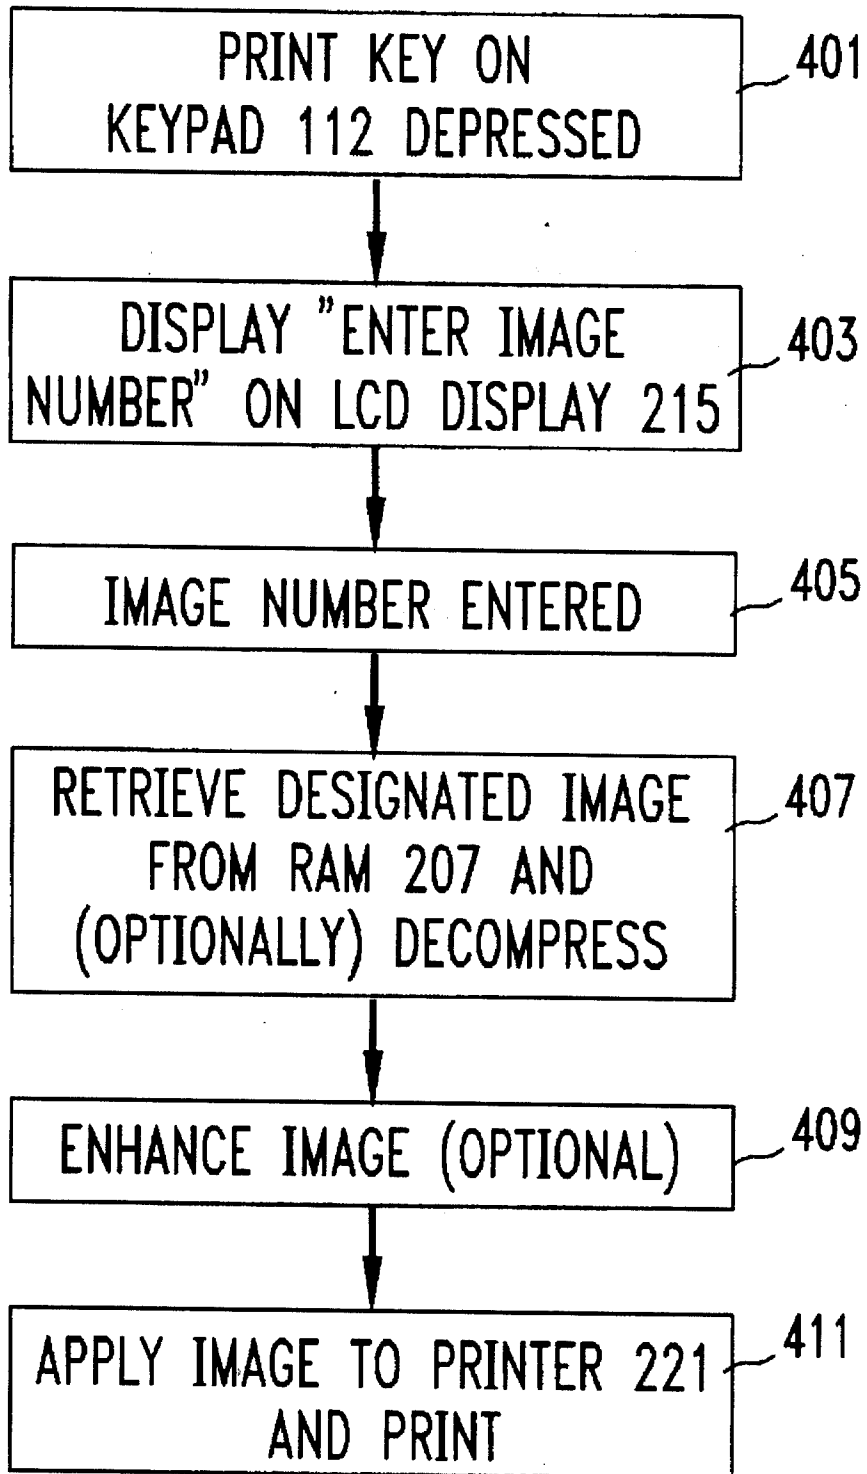 PRINT KEY ON
KEYPAD 112 DEPRESSED
401
DISPLAY "ENTER IMAGE
NUMBER" ON LCD DISPLAY 215
403
IMAGE NUMBER ENTERED
405
RETRIEVE DESIGNATED IMAGE
FROM RAM 207 AND
(OPTIONALLY) DECOMPRESS
407
ENHANCE IMAGE (OPTIONAL)
409
APPLY IMAGE TO PRINTER 221
AND PRINT
411